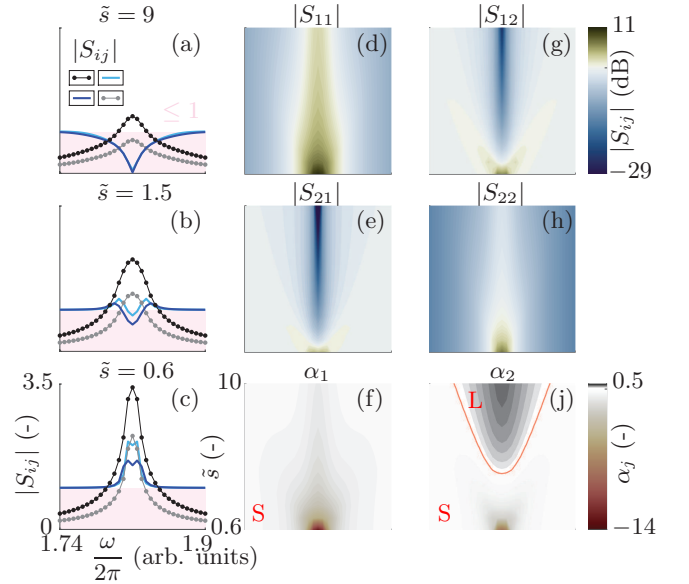 s̃ = 9
(a)
|S_ij|
≤ 1
|S_11|
(d)
|S_12|
(g)
11
|S_ij| (dB)
−29
s̃ = 1.5
(b)
|S_21|
(e)
|S_22|
(h)
s̃ = 0.6
(c)
3.5
|S_ij| (-)
0
1.74
1.9
ω/2π (arb. units)
α_1
(f)
10
s̃ (-)
0.6
S
α_2
(j)
L
S
0.5
α_j (-)
−14